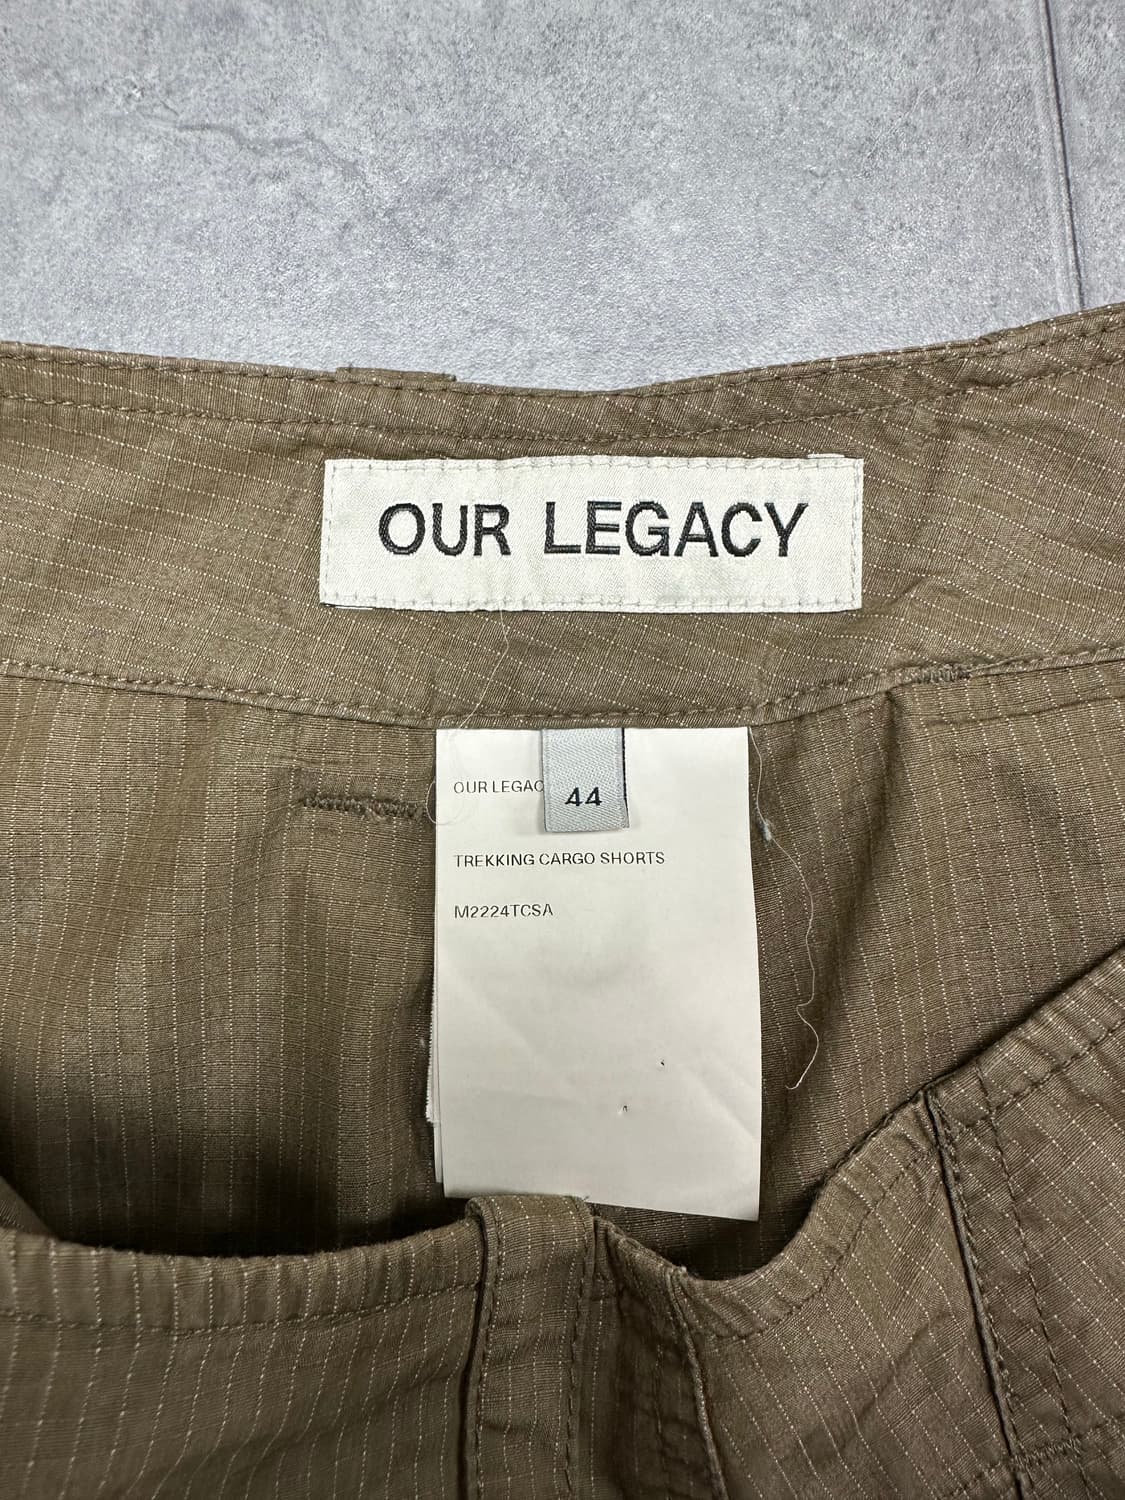 OUR LEGACY
OUR LEGAC
44
TREKKING CARGO SHORTS
M2224TCSA